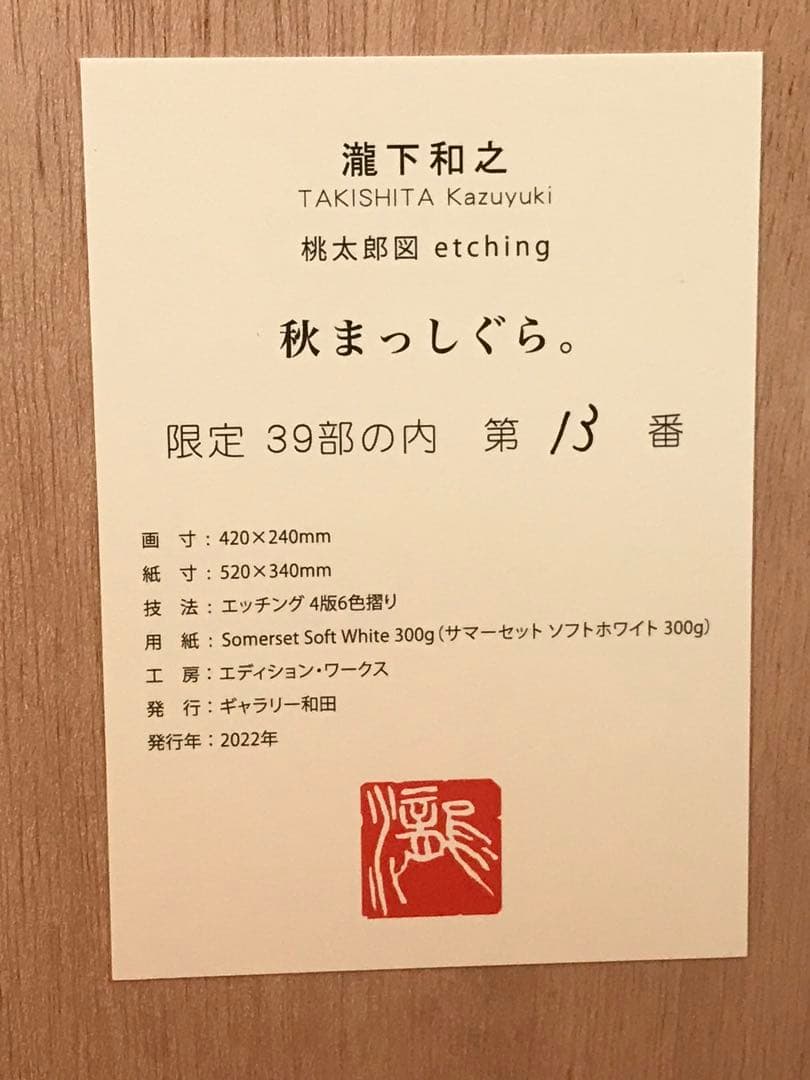 瀧下和之
TAKISHITA Kazuyuki
桃太郎図 etching
秋まっしぐら。
限定 39部の内 第 13 番
画 寸：420×240mm
紙 寸：520×340mm
技 法：エッチング 4版6色摺り
用 紙：Somerset Soft White 300g（サマーセット ソフトホワイト 300g）
工 房：エディション・ワークス
発 行：ギャラリー和田
発行年：2022年
瀧